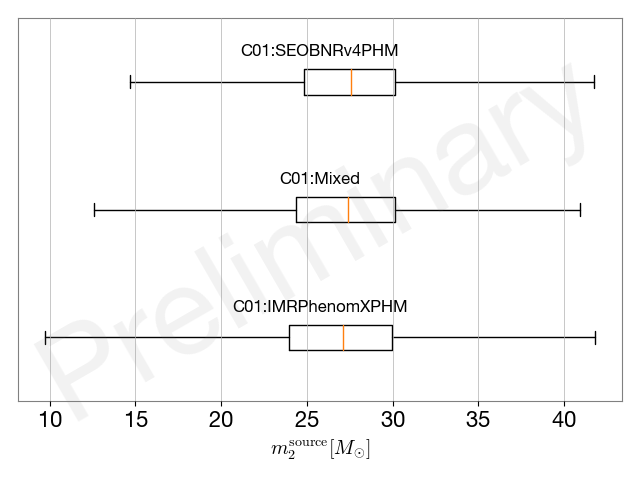 C01:SEOBNRv4PHM
C01:Mixed
C01:IMRPhenomXPHM
Preliminary
10 15 20 25 30 35 40
m₂^source [M☉]